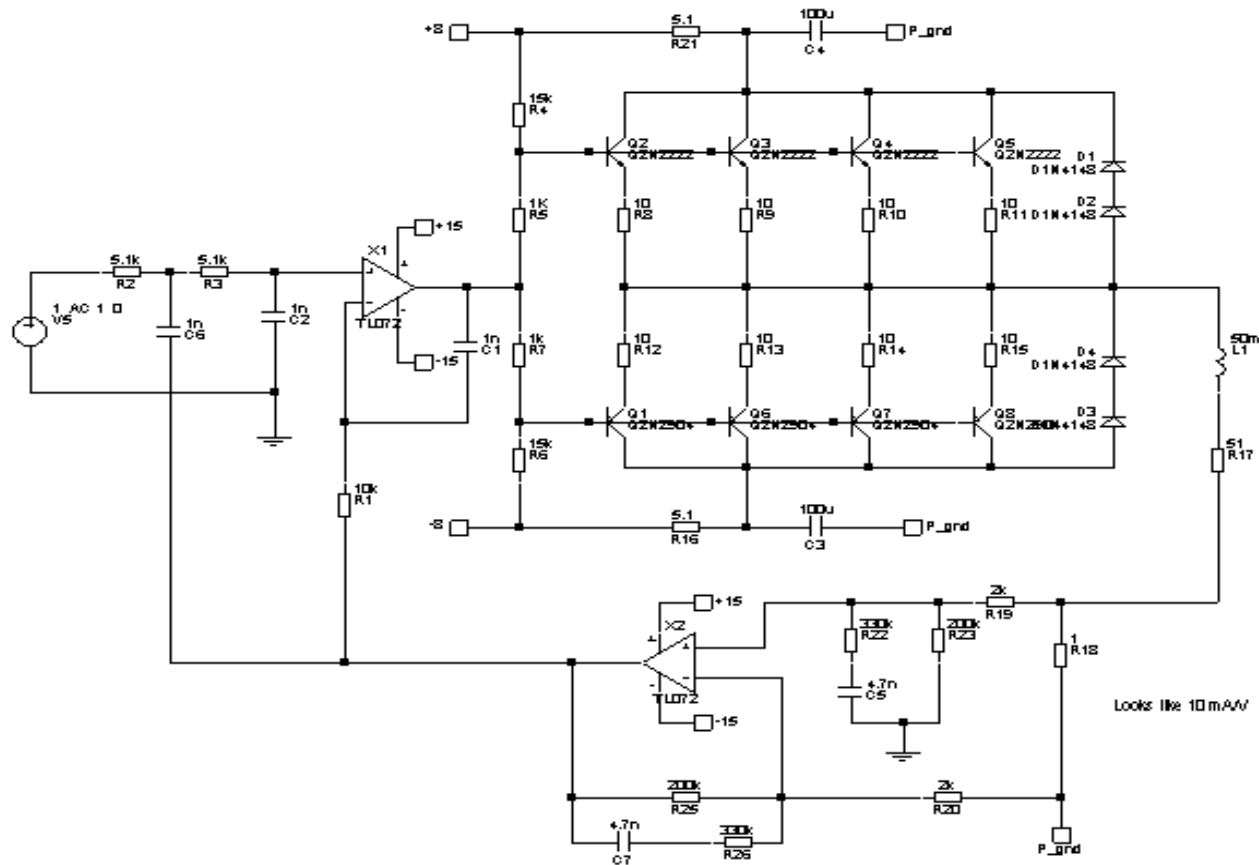 +8
5.1
R21
100u
C4
P_gnd
15k
R4
Q2
Q2N2222
Q3
Q2N2222
Q4
Q2N2222
Q5
Q2N2222
D1
D1N4148
1K
R5
10
R8
10
R9
10
R10
10
R11
D2
D1N4148
5.1k
R2
5.1k
R3
X1
+15
TL072
-15
1 AC 1 0
V5
1n
C6
1n
C2
1n
C1
1k
R7
10
R12
10
R13
10
R14
10
R15
D4
D1N4148
50m
L1
Q1
Q2N2904
Q6
Q2N2904
Q7
Q2N2904
Q8
D3
15k
R6
51
R17
10k
R1
-8
5.1
R16
100u
C3
P_gnd
+15
X2
TL072
-15
2k
R19
330k
R22
200k
R23
1
R18
4.7n
C5
Looks like 10mA/V
200k
R25
2k
R20
4.7n
C7
330k
R26
P_gnd